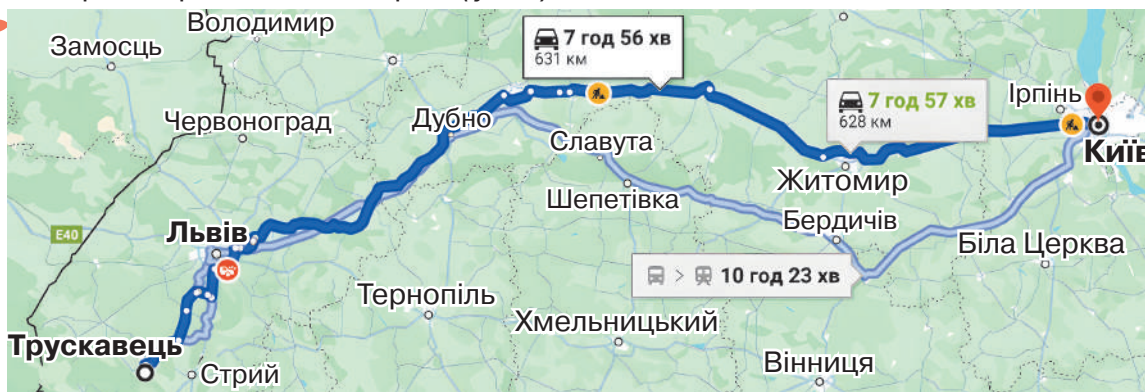 Володимир
Замосць
7 год 56 хв
631 км
Ірпінь
7 год 57 хв
628 км
Дубно
Червоноград
Київ
Славута
Житомир
Шепетівка
Бердичів
Львів
E40
Біла Церква
> 10 год 23 хв
Тернопіль
Хмельницький
Трускавець
Вінниця
Стрий